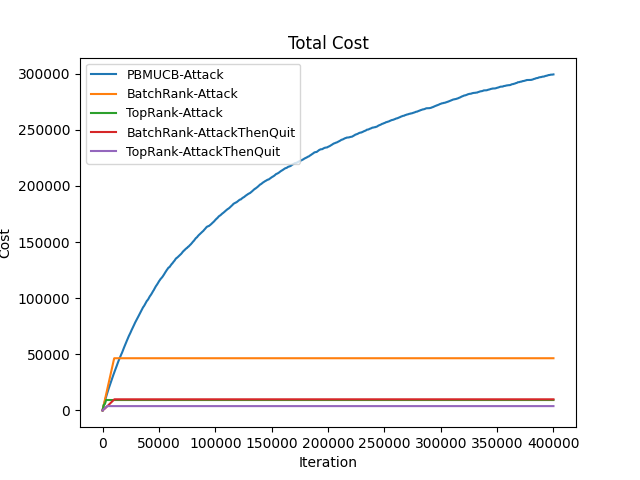 Total Cost
PBMUCB-Attack
BatchRank-Attack
TopRank-Attack
BatchRank-AttackThenQuit
TopRank-AttackThenQuit
300000
250000
200000
150000
100000
50000
0
Cost
0 50000 100000 150000 200000 250000 300000 350000 400000
Iteration